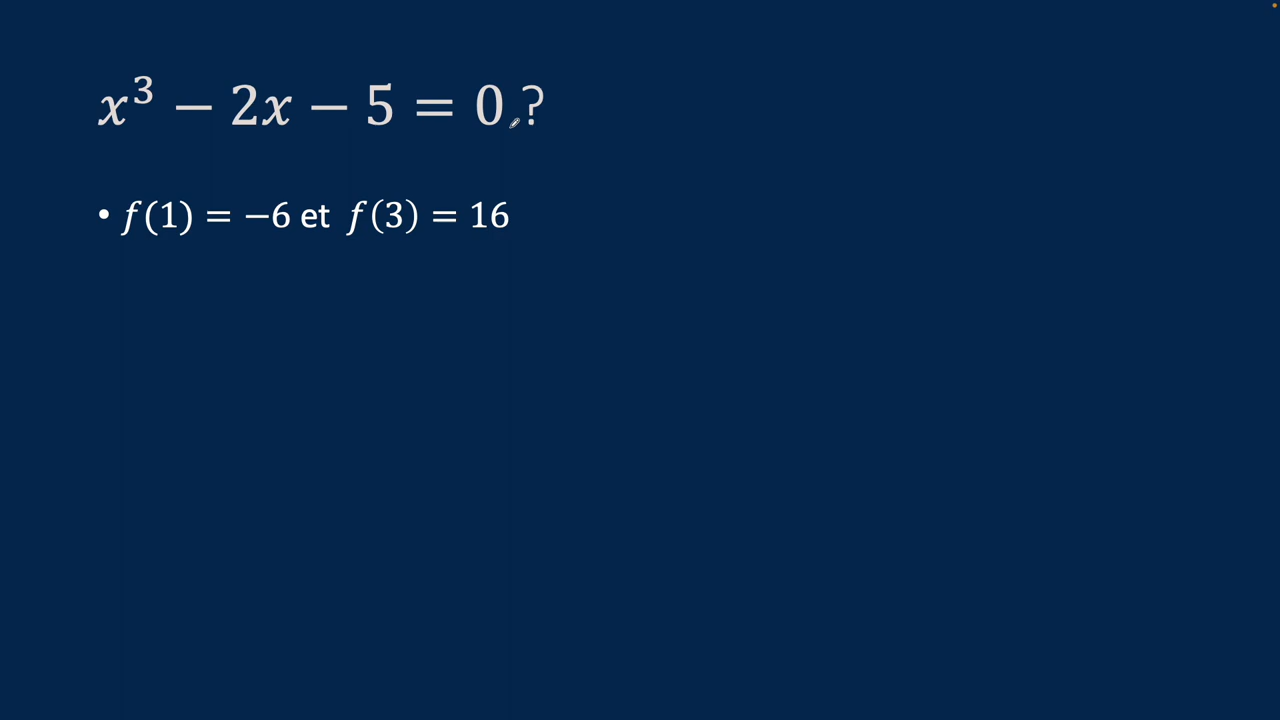 x³ − 2x − 5 = 0 ?
• f(1) = −6 et f(3) = 16